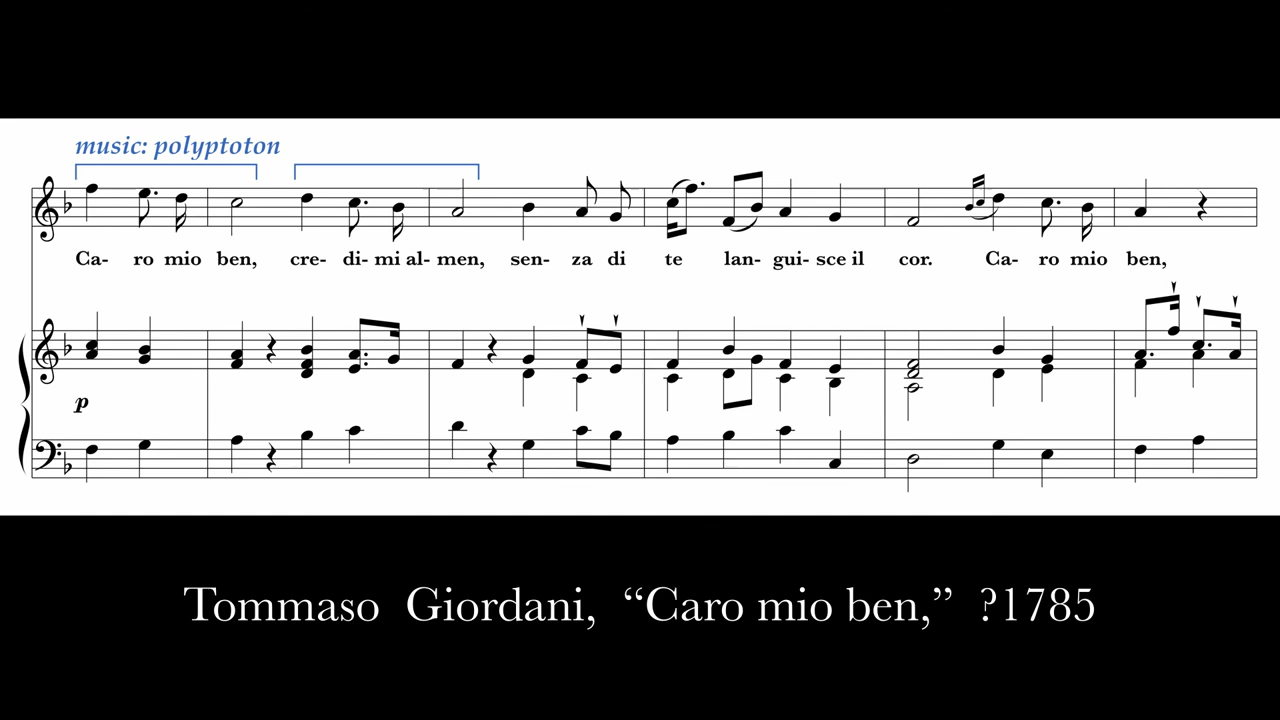 music: polyptoton
Ca- ro mio ben, cre- di- mi al- men, sen- za di te lan- gui- sce il cor. Ca- ro mio ben,
p
Tommaso Giordani, “Caro mio ben,” ?1785